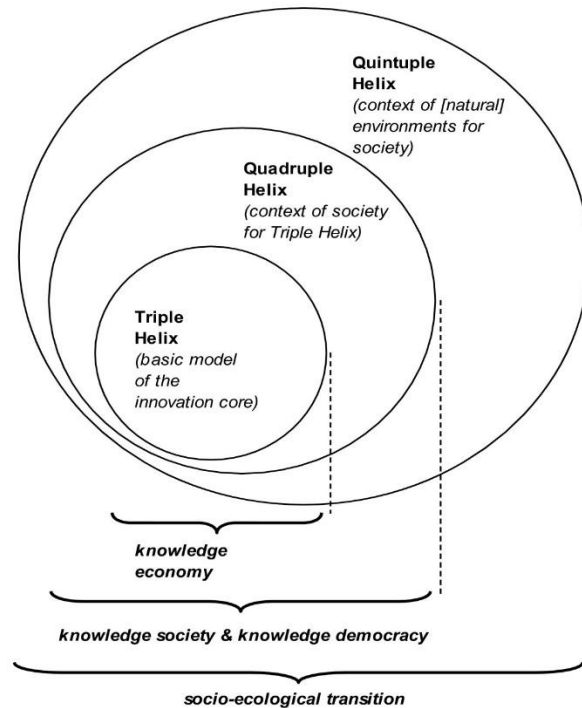 Quintuple
Helix
(context of [natural]
environments for
society)
Quadruple
Helix
(context of society
for Triple Helix)
Triple
Helix
(basic model
of the
innovation core)
knowledge
economy
knowledge society & knowledge democracy
socio-ecological transition